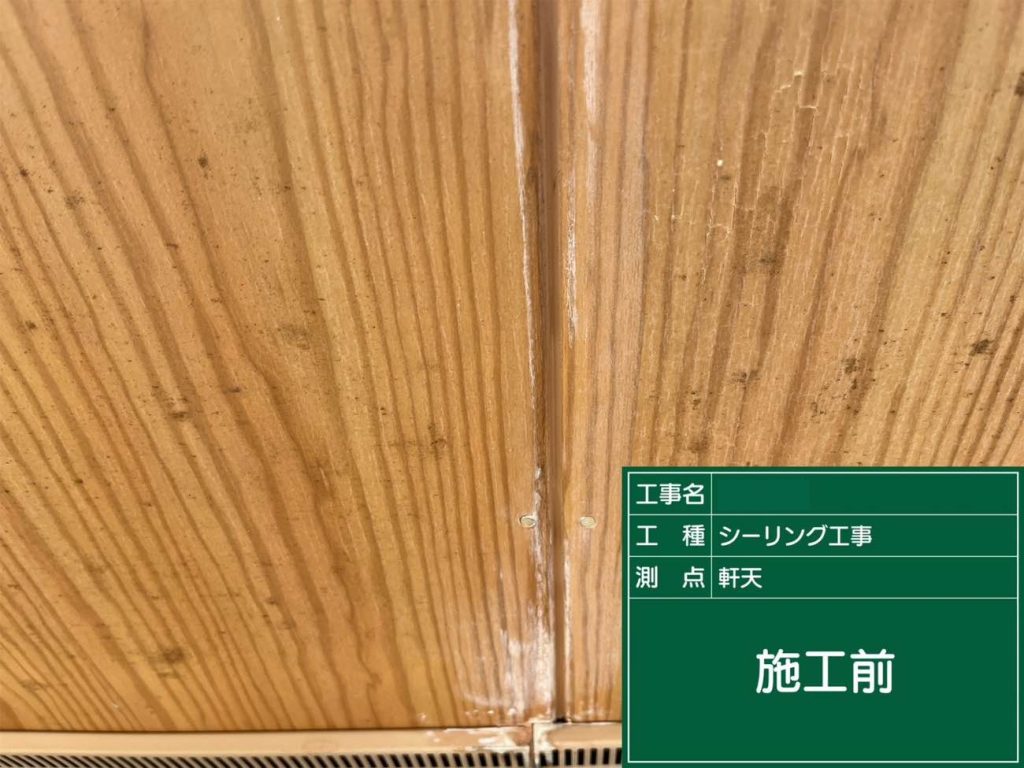 工事名
工 種 シーリング工事
測 点 軒天
施工前